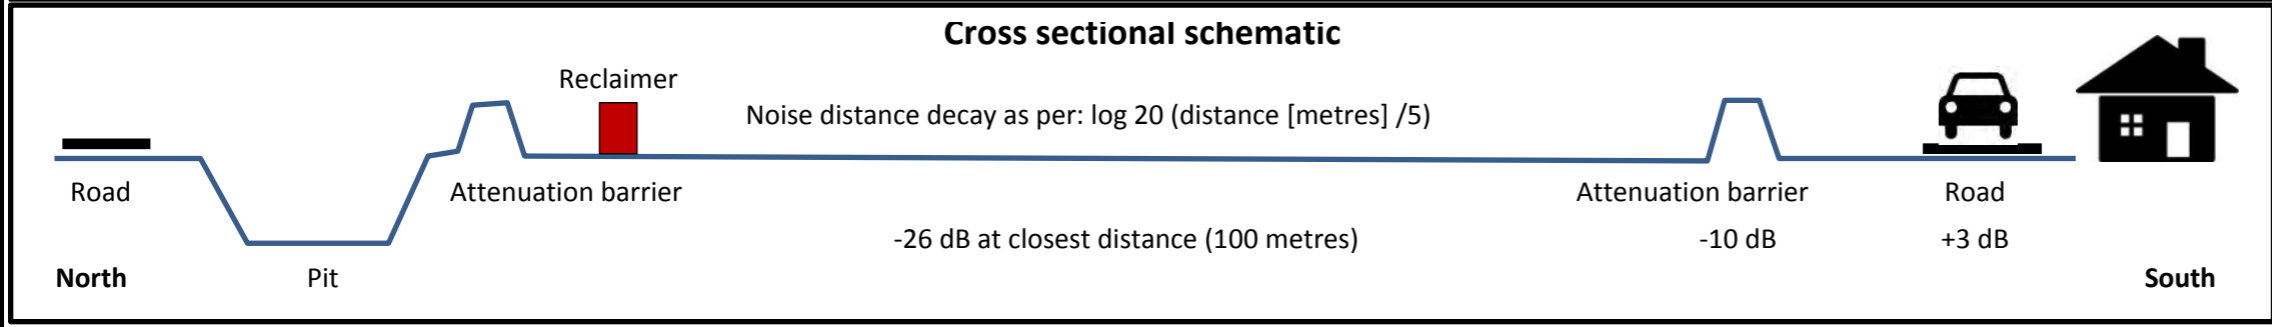 Cross sectional schematic
Reclaimer
Noise distance decay as per: log 20 (distance [metres] /5)
Road
Attenuation barrier
Attenuation barrier
Road
-26 dB at closest distance (100 metres)
-10 dB
+3 dB
North
Pit
South